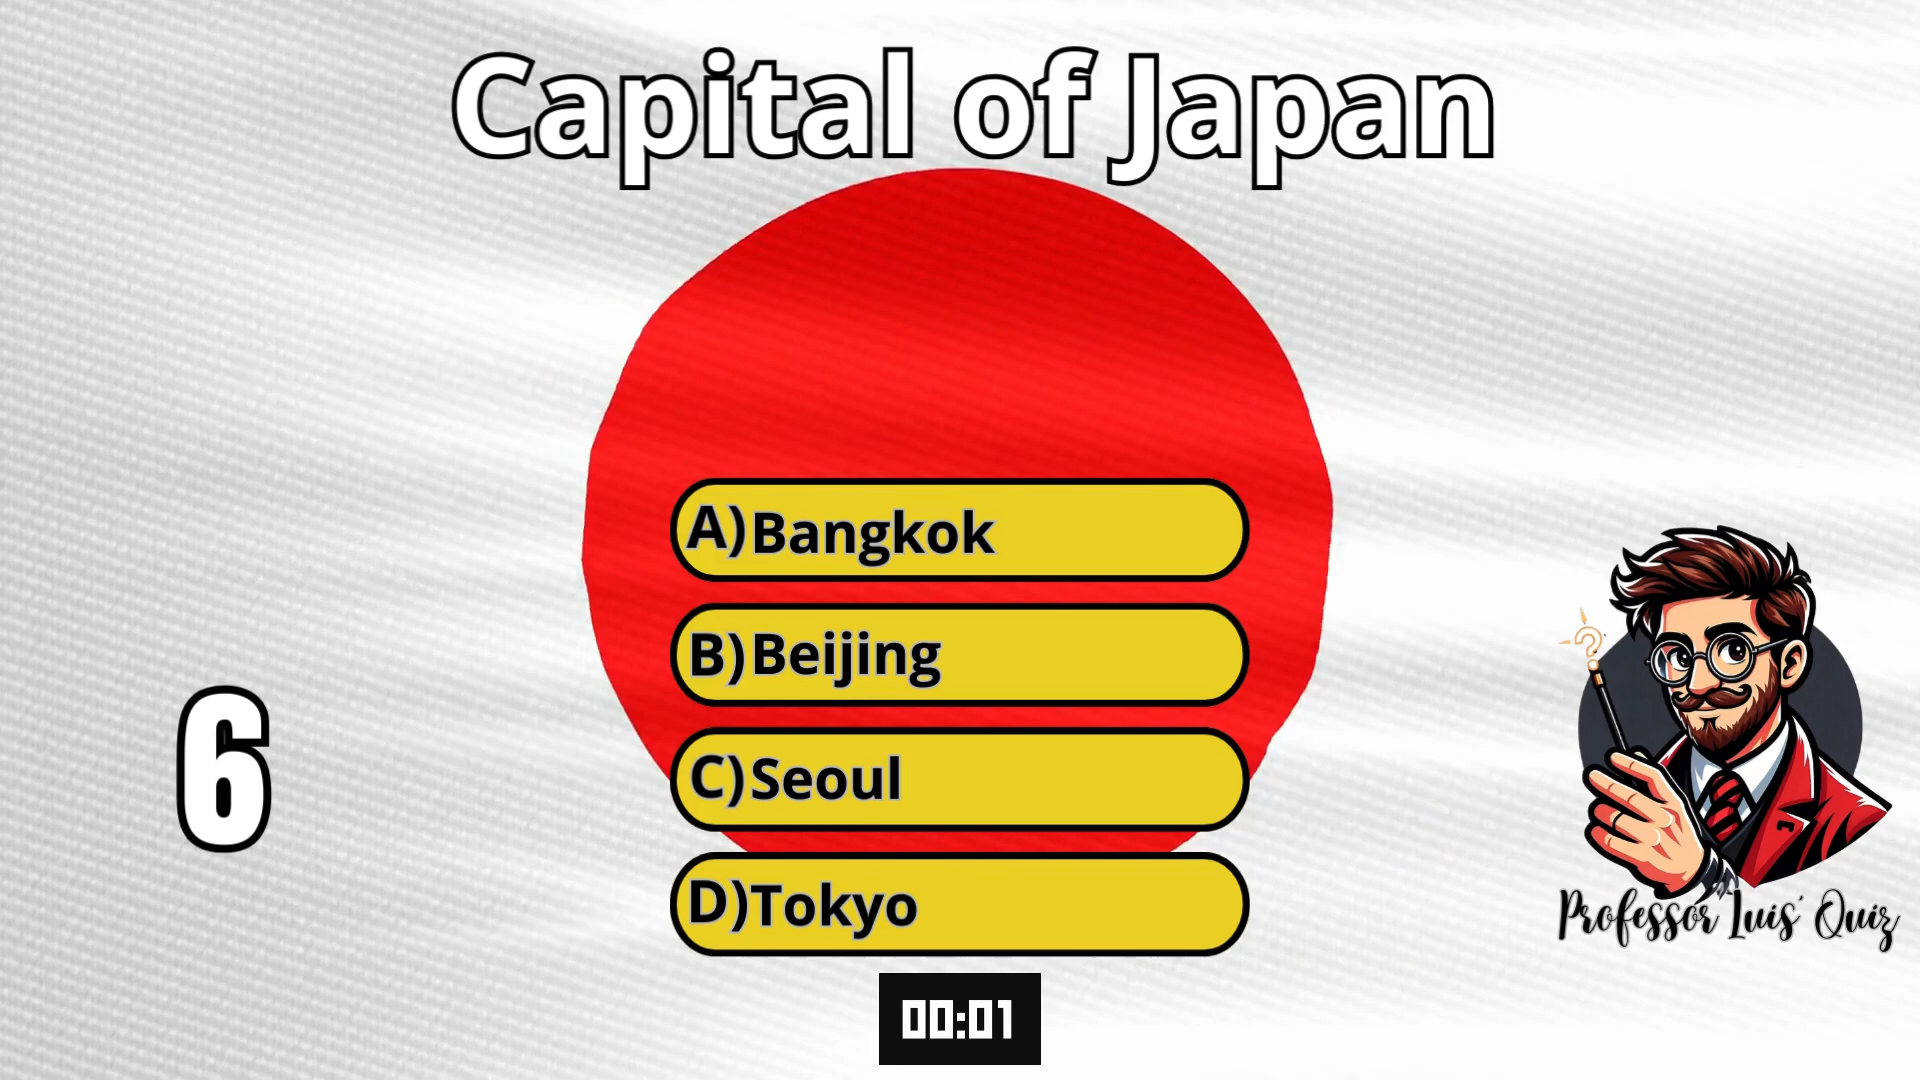 Capital of Japan
A) Bangkok
B) Beijing
C) Seoul
D) Tokyo
6
Professor Luis' Quiz
00:01